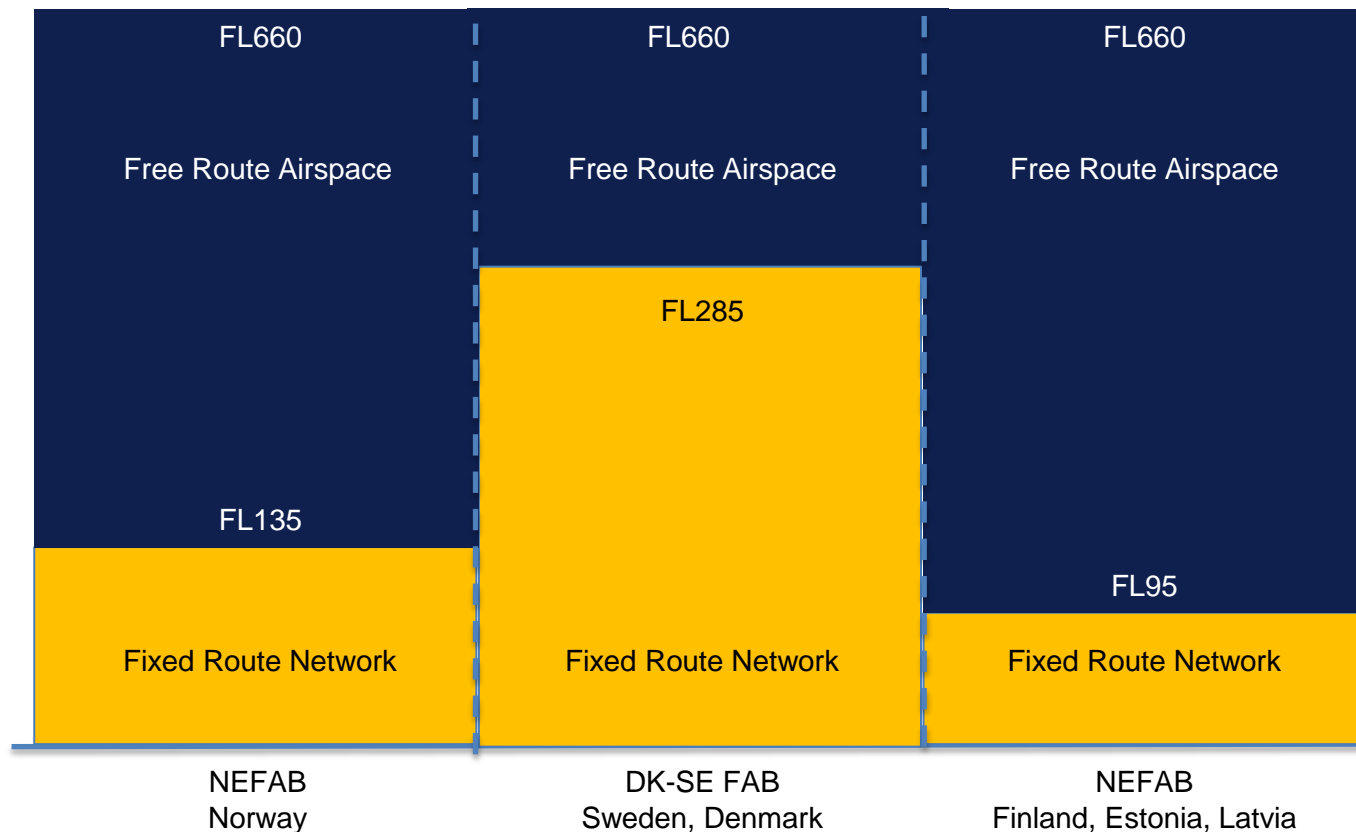 FL660
FL660
FL660
Free Route Airspace
Free Route Airspace
Free Route Airspace
FL285
FL135
FL95
Fixed Route Network
Fixed Route Network
Fixed Route Network
NEFAB
Norway
DK-SE FAB
Sweden, Denmark
NEFAB
Finland, Estonia, Latvia